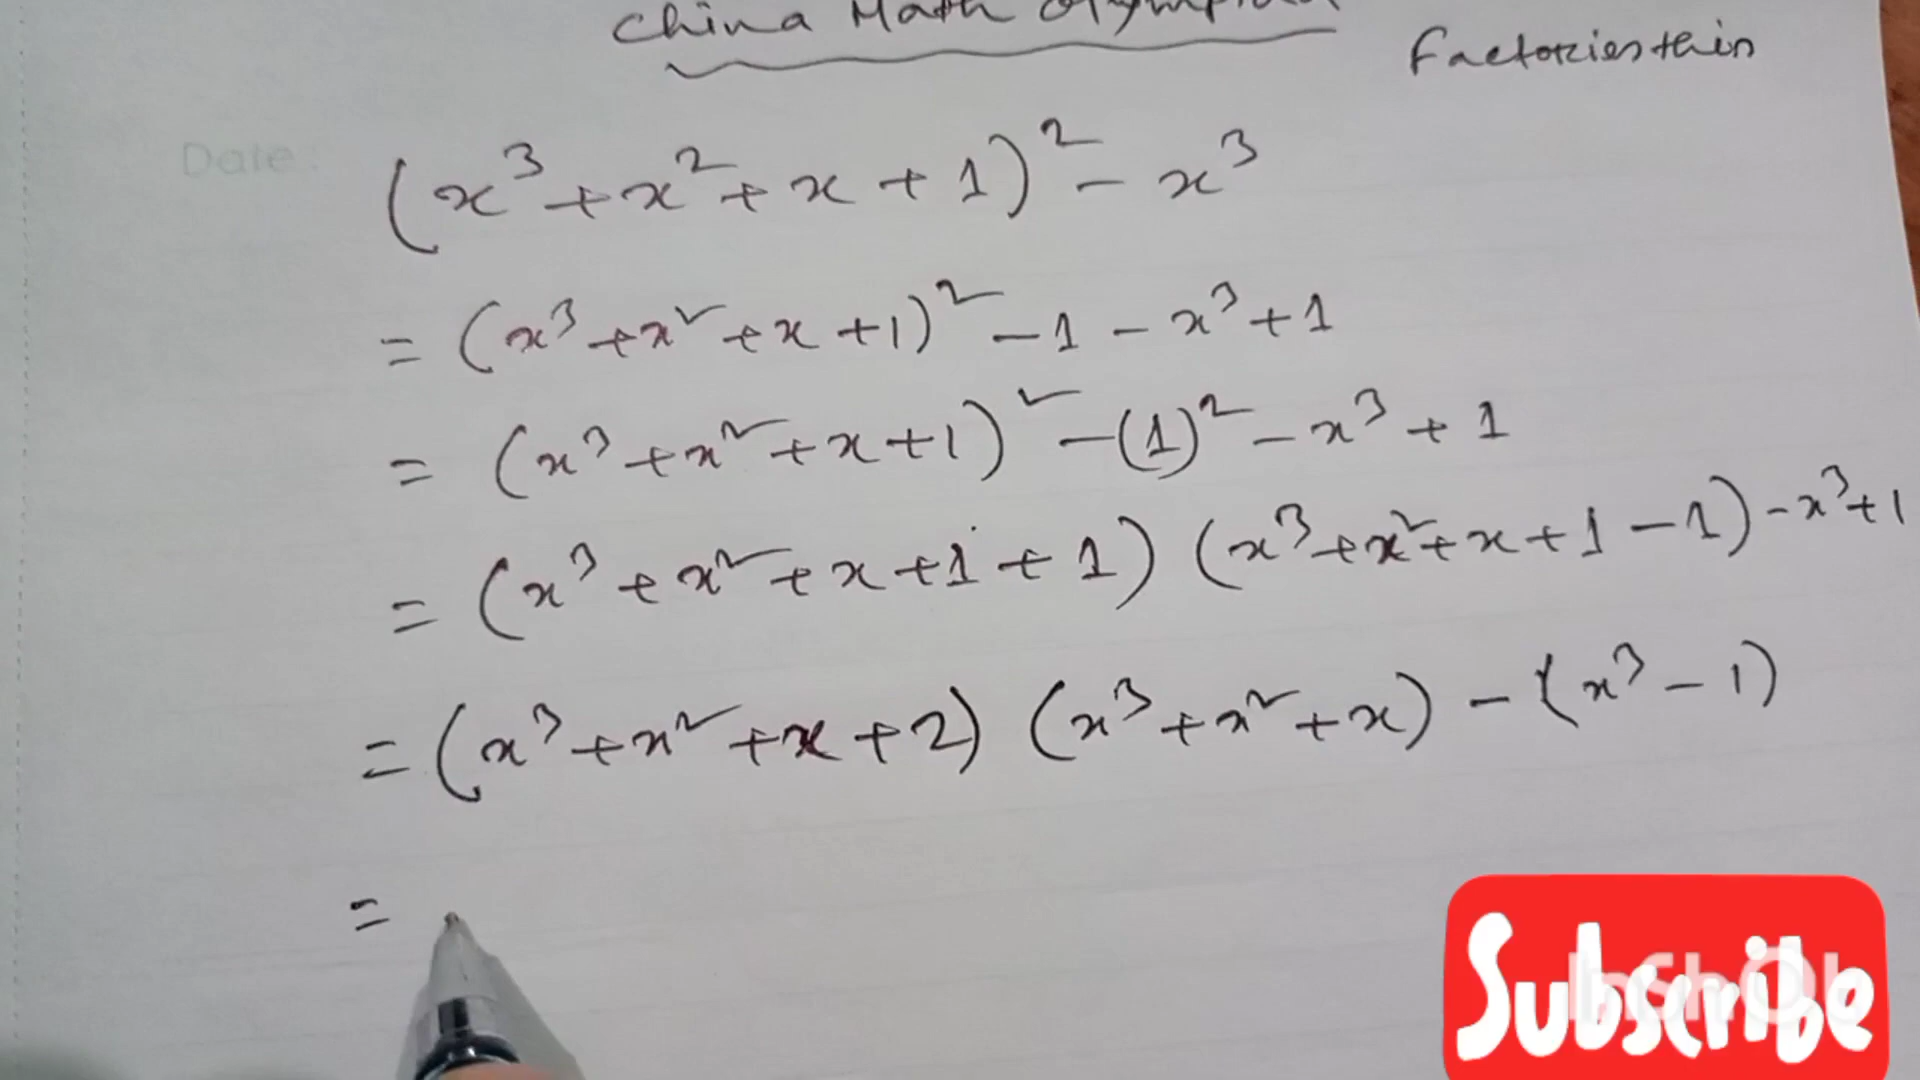 China Math Olympiad
Factories this
Date:
(x³+x²+x+1)²-x³
=(x³+x²+x+1)²-1-x³+1
=(x³+x²+x+1)²-(1)²-x³+1
=(x³+x²+x+1+1)(x³+x²+x+1-1)-x³+1
=(x³+x²+x+2)(x³+x²+x)-(x³-1)
=
Subscribe
InShOt